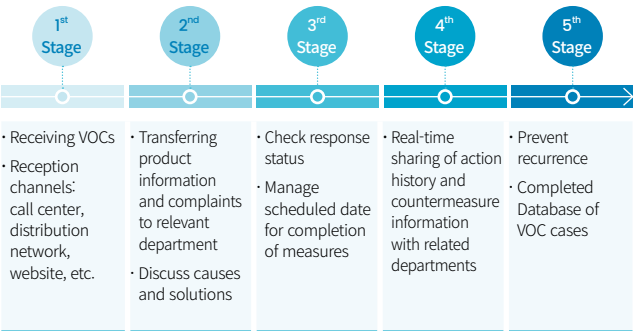 1st
Stage
2nd
Stage
3rd
Stage
4th
Stage
5th
Stage
· Receiving VOCs
· Reception
channels:
call center,
distribution
network,
website, etc.
· Transferring
product
information
and complaints
to relevant
department
· Discuss causes
and solutions
· Check response
status
· Manage
scheduled date
for completion
of measures
· Real-time
sharing of action
history and
countermeasure
information
with related
departments
· Prevent
recurrence
· Completed
Database of
VOC cases